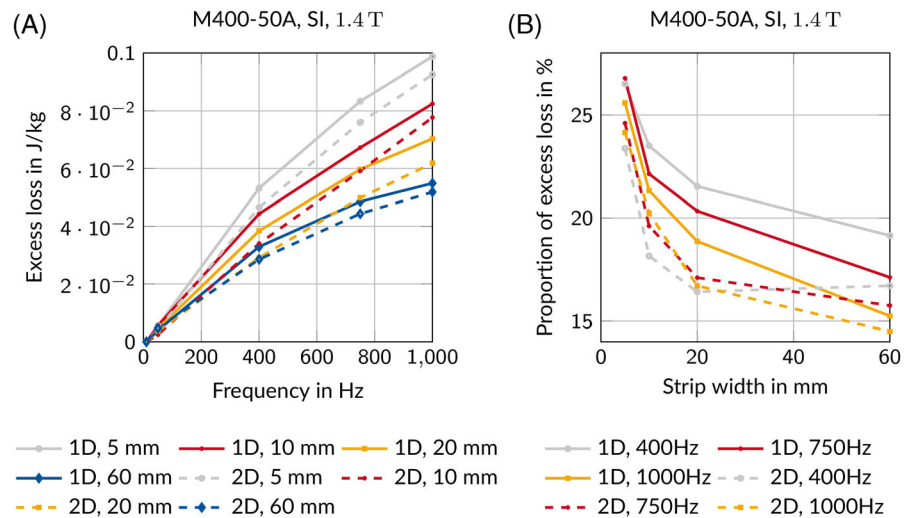 (A)
M400-50A, SI, 1.4 T
Excess loss in J/kg
0.1
8 · 10⁻²
6 · 10⁻²
4 · 10⁻²
2 · 10⁻²
0
0 200 400 600 800 1,000
Frequency in Hz
1D, 5 mm 1D, 10 mm 1D, 20 mm
1D, 60 mm 2D, 5 mm 2D, 10 mm
2D, 20 mm 2D, 60 mm
(B)
M400-50A, SI, 1.4 T
Proportion of excess loss in %
25
20
15
0 20 40 60
Strip width in mm
1D, 400Hz 1D, 750Hz
1D, 1000Hz 2D, 400Hz
2D, 750Hz 2D, 1000Hz